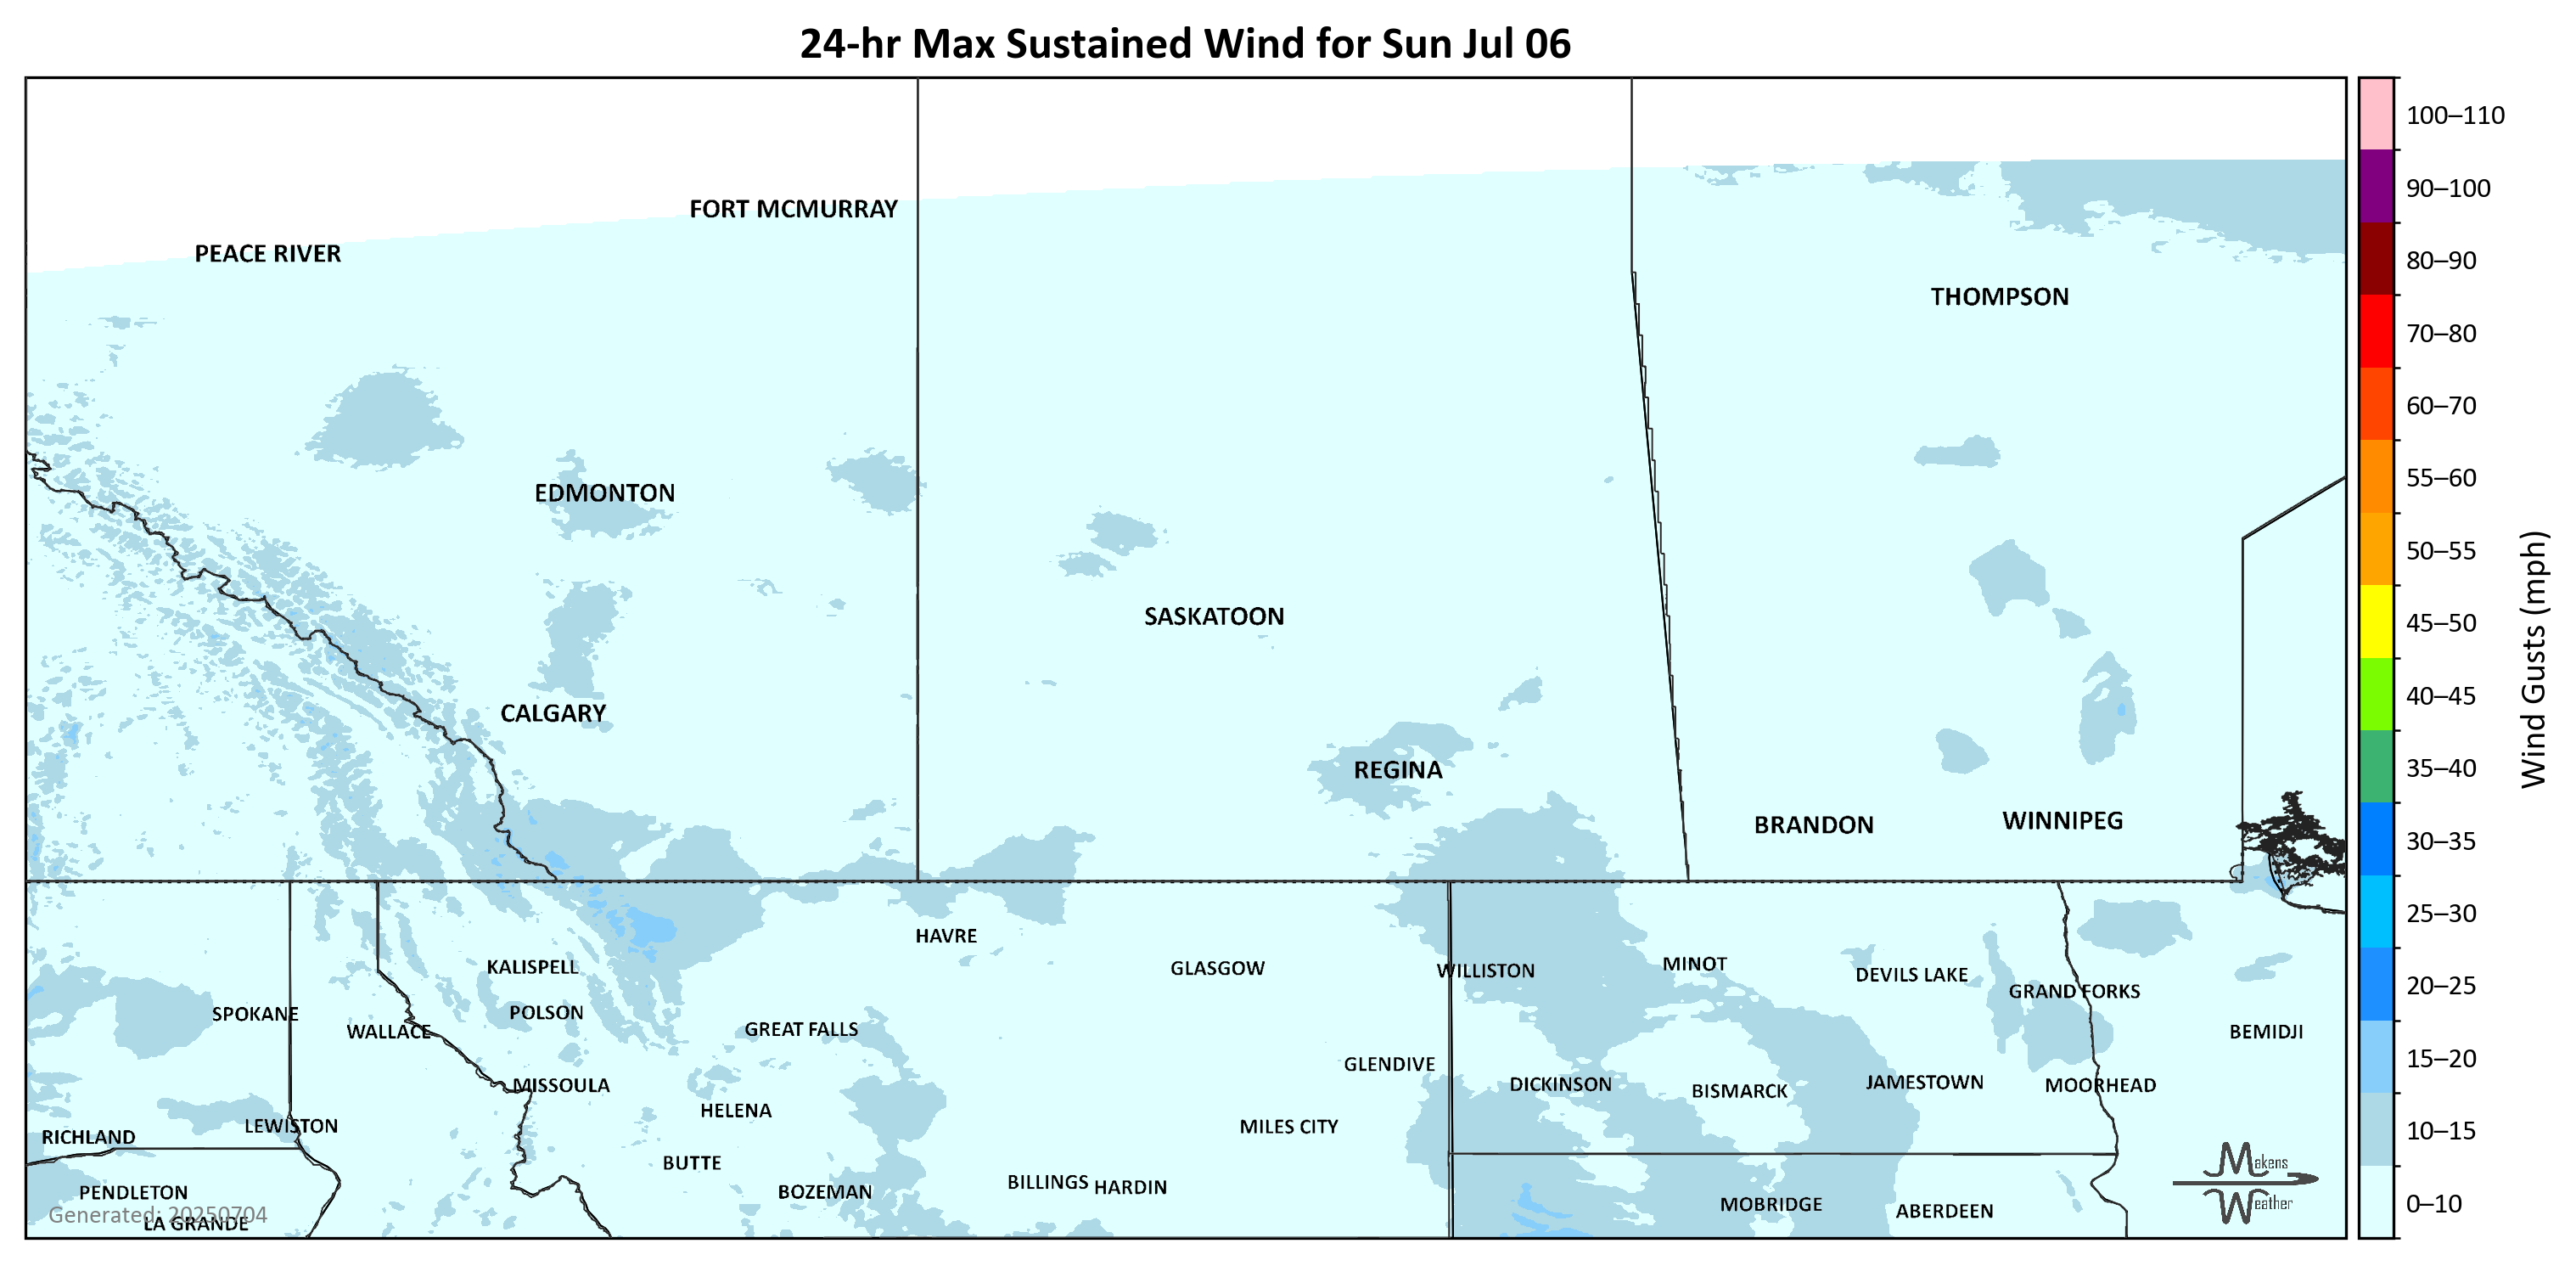 24-hr Max Sustained Wind for Sun Jul 06
100–110
90–100
80–90
70–80
60–70
55–60
50–55
45–50
40–45
35–40
30–35
25–30
20–25
15–20
10–15
0–10
Wind Gusts (mph)
FORT MCMURRAY
PEACE RIVER
THOMPSON
EDMONTON
SASKATOON
CALGARY
REGINA
BRANDON
WINNIPEG
HAVRE
KALISPELL
GLASGOW
WILLISTON
MINOT
DEVILS LAKE
GRAND FORKS
SPOKANE
POLSON
WALLACE
GREAT FALLS
BEMIDJI
GLENDIVE
MISSOULA
DICKINSON
BISMARCK
JAMESTOWN
MOORHEAD
HELENA
LEWISTON
MILES CITY
RICHLAND
BUTTE
BILLINGS
HARDIN
PENDLETON
BOZEMAN
MOBRIDGE
ABERDEEN
Generated: 20250704
LA GRANDE
Makens
Weather